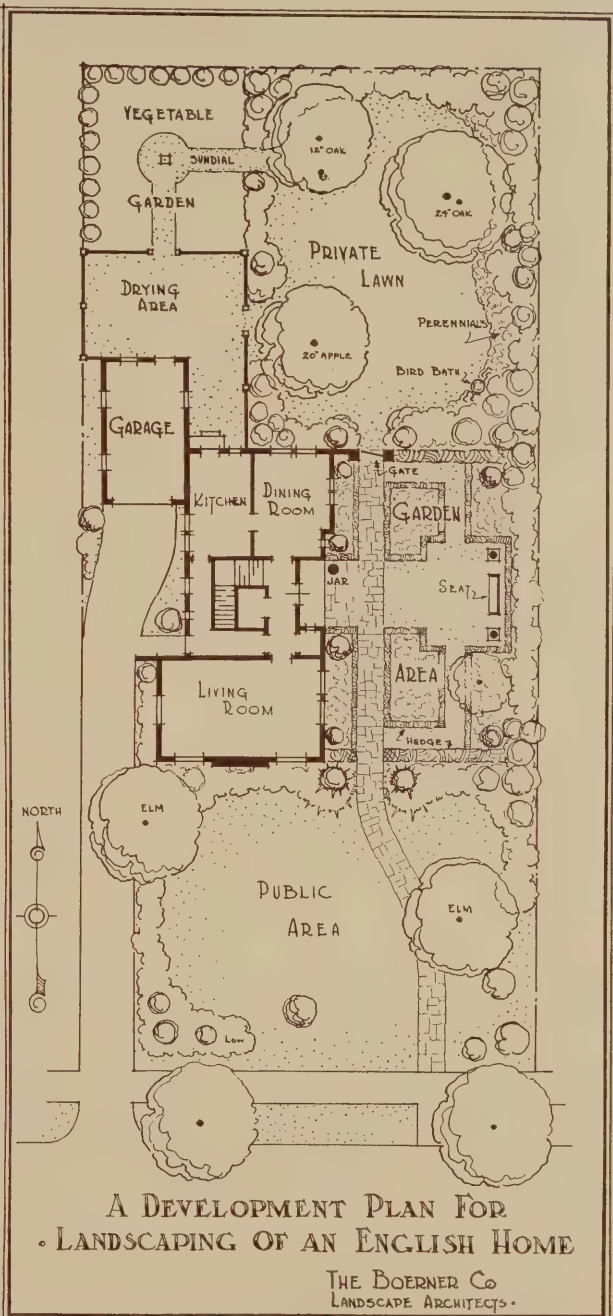 VEGETABLE
SUNDIAL
GARDEN
12" OAK
24" OAK
PRIVATE
LAWN
DRYING
AREA
PERENNIALS
20" APPLE
BIRD BATH
GARAGE
GATE
KITCHEN
DINING
ROOM
GARDEN
JAR
SEAT
AREA
LIVING
ROOM
HEDGE
NORTH
ELM
PUBLIC
AREA
ELM
LOW
A DEVELOPMENT PLAN FOR
• LANDSCAPING OF AN ENGLISH HOME
THE BOERNER CO
LANDSCAPE ARCHITECTS •